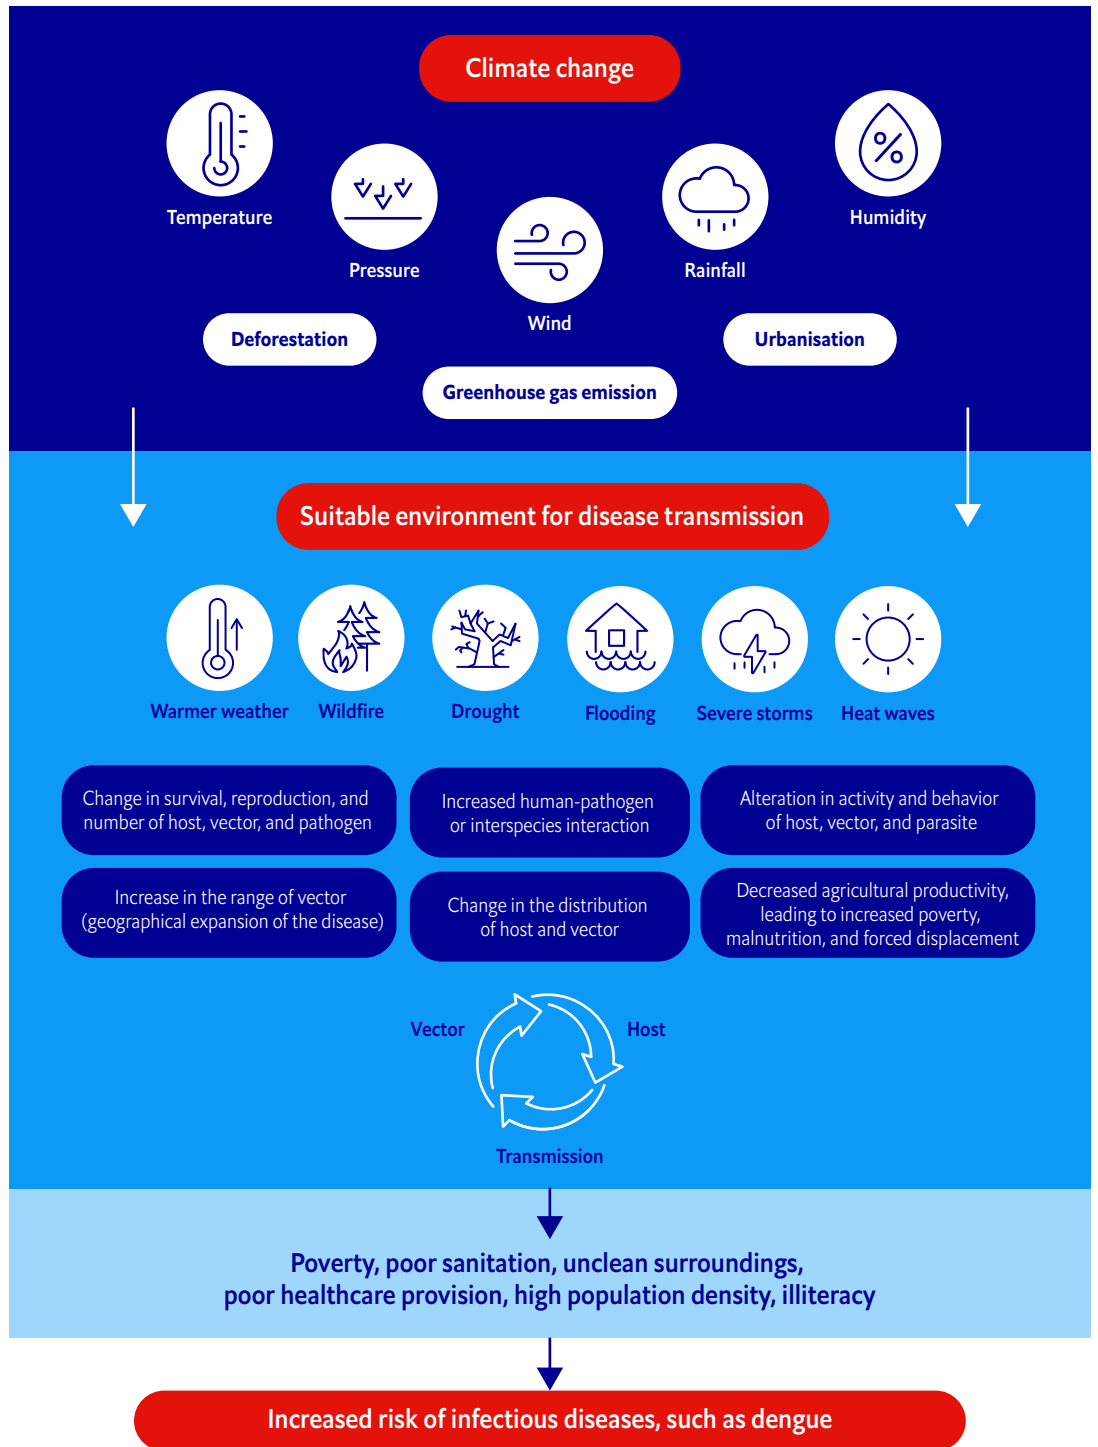 Climate change
%
Temperature
Humidity
Pressure
Rainfall
Wind
Deforestation
Urbanisation
Greenhouse gas emission
Suitable environment for disease transmission
Warmer weather
Wildfire
Drought
Flooding
Severe storms
Heat waves
Change in survival, reproduction, and
number of host, vector, and pathogen
Increased human-pathogen
or interspecies interaction
Alteration in activity and behavior
of host, vector, and parasite
Increase in the range of vector
(geographical expansion of the disease)
Change in the distribution
of host and vector
Decreased agricultural productivity,
leading to increased poverty,
malnutrition, and forced displacement
Vector
Host
Transmission
Poverty, poor sanitation, unclean surroundings,
poor healthcare provision, high population density, illiteracy
Increased risk of infectious diseases, such as dengue